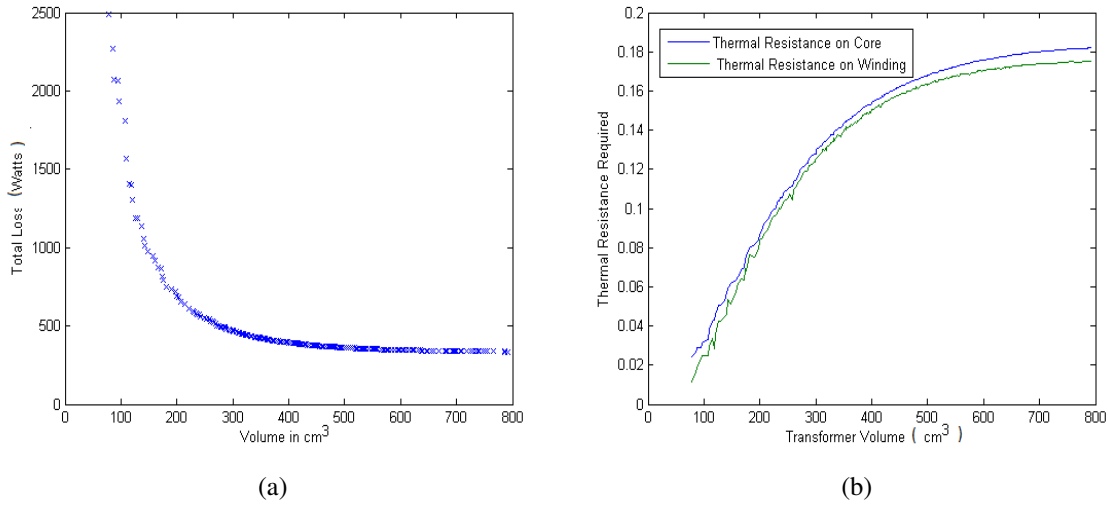 2500
2000
1500
1000
500
0
0 100 200 300 400 500 600 700 800
Total Loss (Watts )
Volume in cm3
(a)
0.2
0.18
0.16
0.14
0.12
0.1
0.08
0.06
0.04
0.02
0
0 100 200 300 400 500 600 700 800
Thermal Resistance Required
Thermal Resistance on Core
Thermal Resistance on Winding
Transformer Volume ( cm3 )
(b)